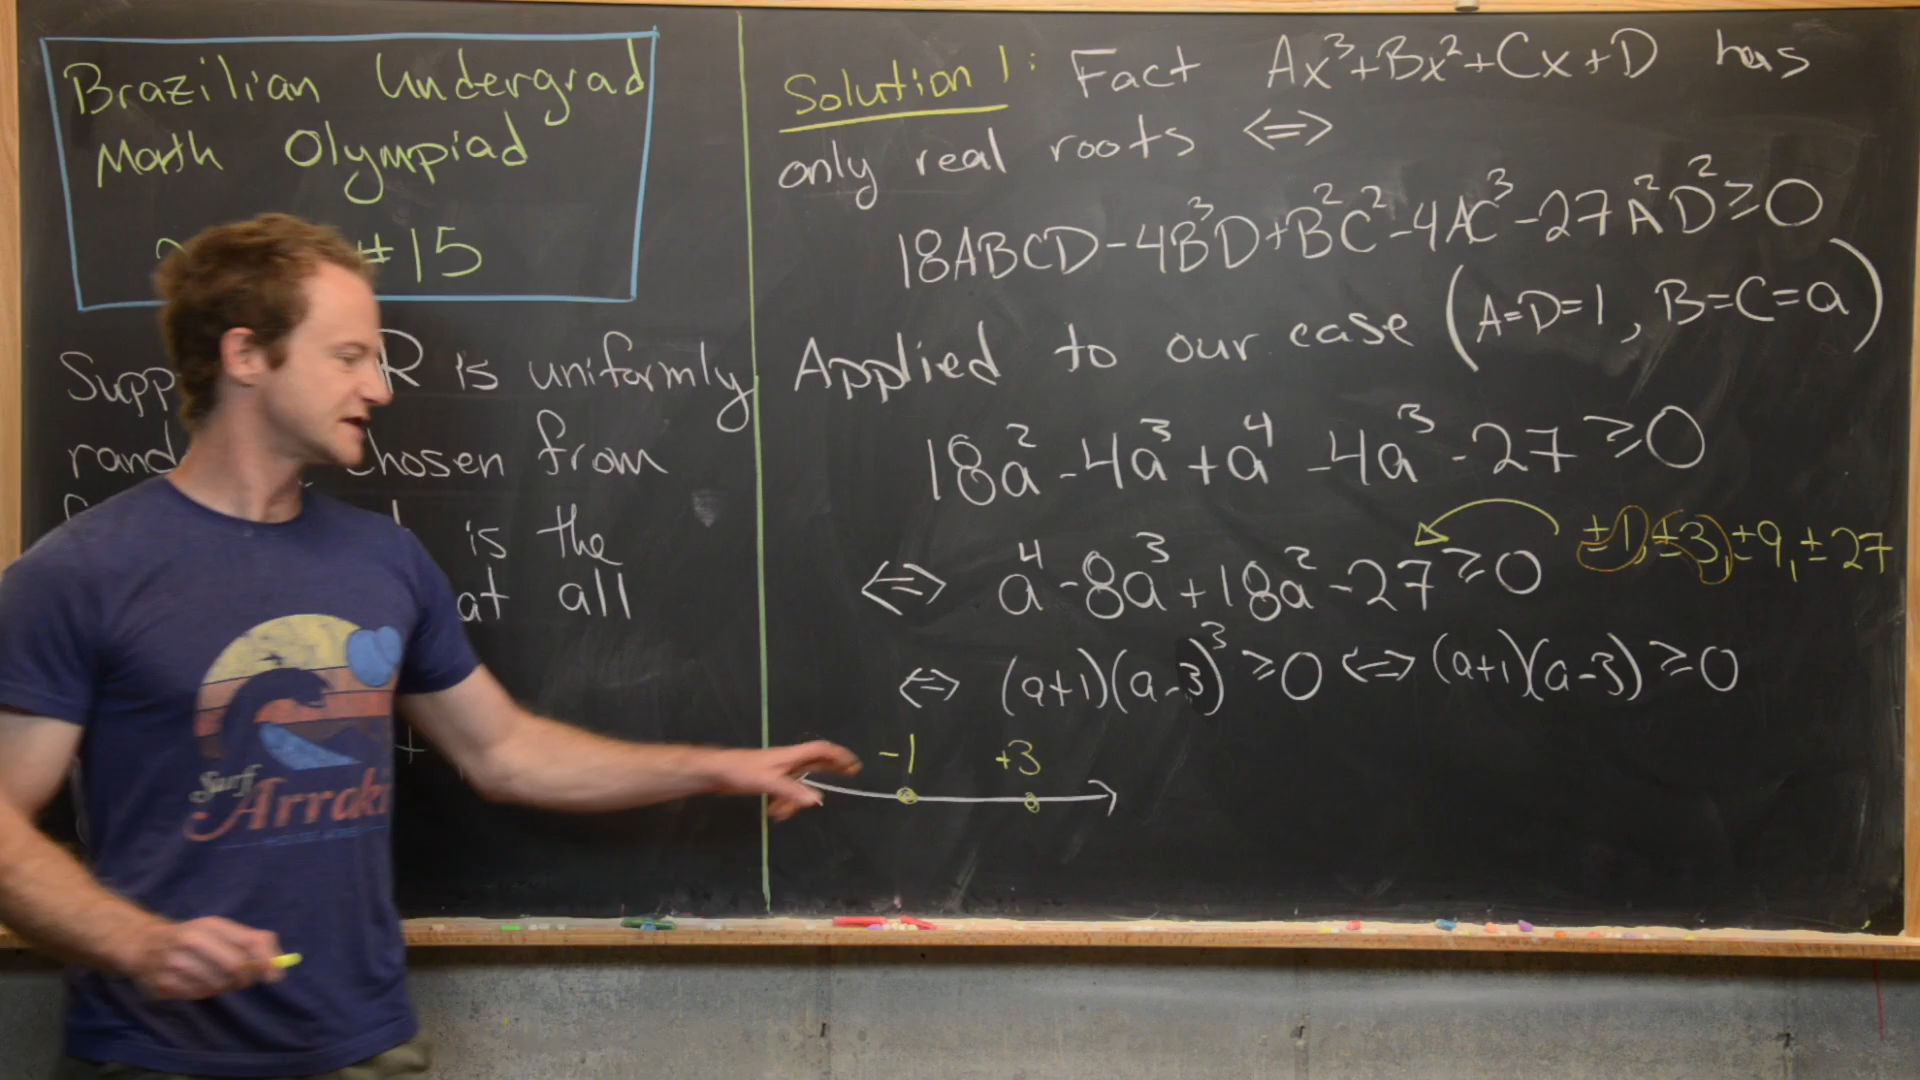 Brazilian Undergrad
Math Olympiad
#15
is uniformly
chosen from
is the
at all
+
Solution 1: Fact Ax³+Bx²+Cx+D has
only real roots <=>
18ABCD-4B³D+B²C²-4AC³-27A²D²≥0
Applied to our case (A=D=1, B=C=a)
18a²-4a³+a⁴-4a³-27≥0
<=> a⁴-8a³+18a²-27≥0 ±1,±3,±9,±27
<=> (a+1)(a-3)³≥0 <=> (a+1)(a-3)≥0
-1 +3
Surf